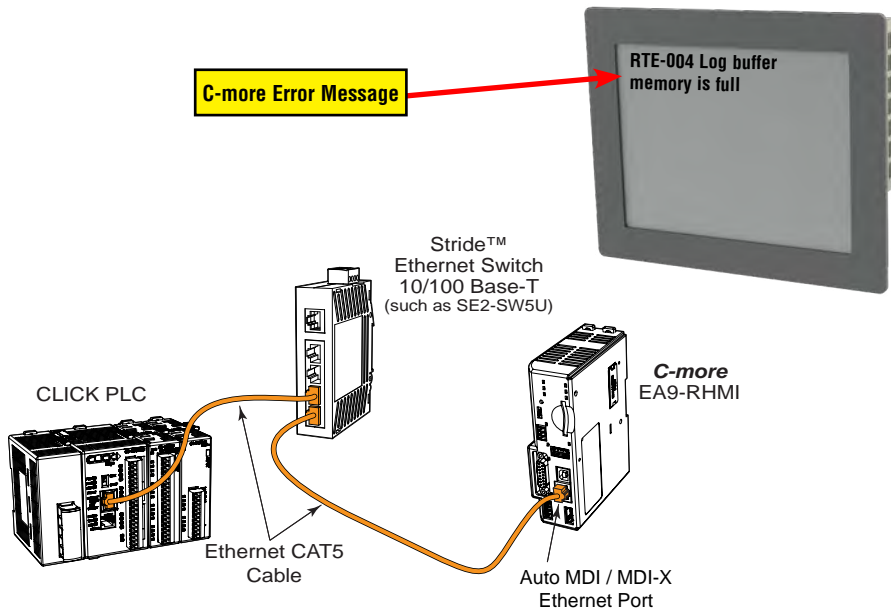 RTE-004 Log buffer
memory is full
C-more Error Message
Stride™
Ethernet Switch
10/100 Base-T
(such as SE2-SW5U)
C-more
EA9-RHMI
CLICK PLC
Ethernet CAT5
Cable
Auto MDI / MDI-X
Ethernet Port